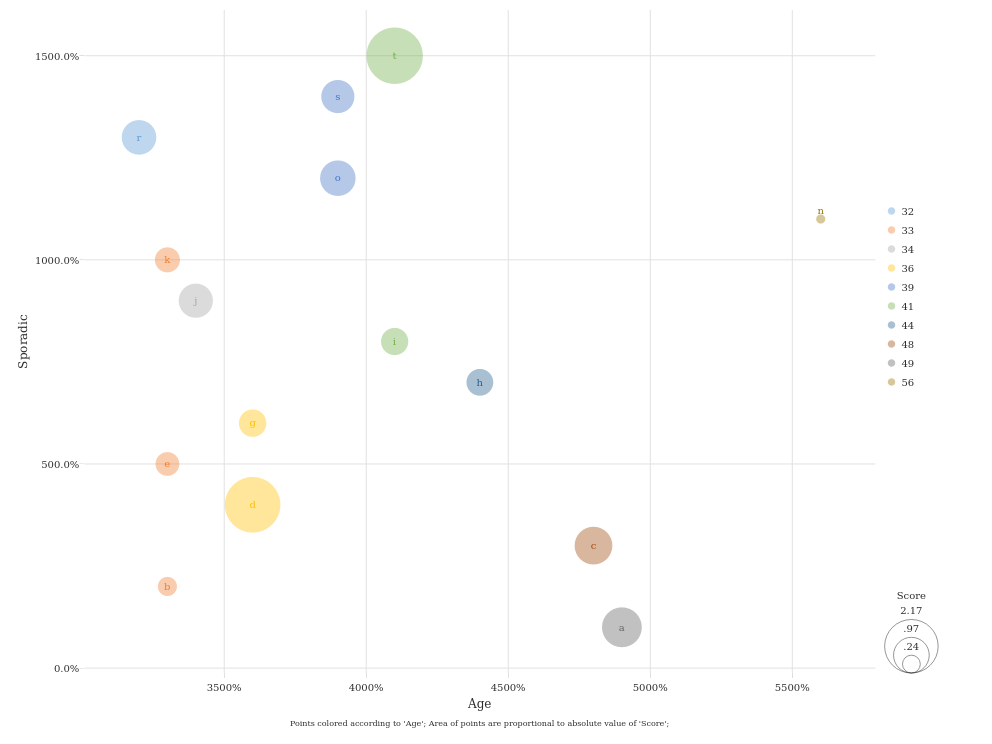 1500.0%
t
s
r
o
n
32
33
k
1000.0%
34
j
36
39
41
i
44
Sporadic
48
h
49
56
g
500.0%
e
d
c
b
Score
2.17
.97
a
.24
0.0%
3500%
4000%
4500%
5000%
5500%
Age
Points colored according to 'Age'; Area of points are proportional to absolute value of 'Score';